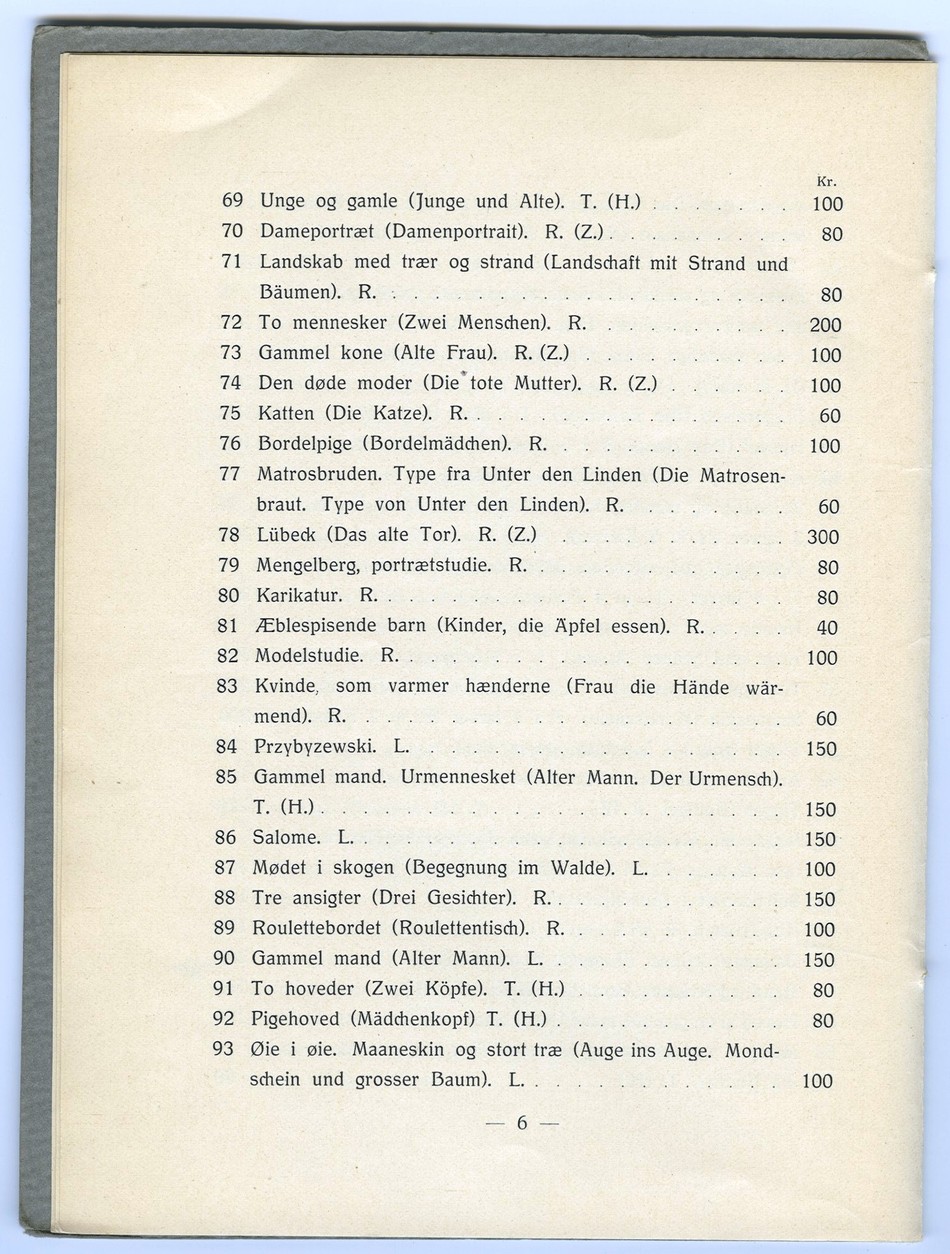 Kr.
69 Unge og gamle (Junge und Alte). T. (H.) . . . . . . . 100
70 Dameportræt (Damenportrait). R. (Z.) . . . . . . . . . 80
71 Landskab med trær og strand (Landschaft mit Strand und
Bäumen). R. . . . . . . . . . . . . . . . . . . 80
72 To mennesker (Zwei Menschen). R. . . . . . . . . . 200
73 Gammel kone (Alte Frau). R. (Z.) . . . . . . . . . . 100
74 Den døde moder (Die tote Mutter). R. (Z.) . . . . . . 100
75 Katten (Die Katze). R. . . . . . . . . . . . . . . 60
76 Bordelpige (Bordelmädchen). R. . . . . . . . . . . . 100
77 Matrosbruden. Type fra Unter den Linden (Die Matrosen-
braut. Type von Unter den Linden). R. . . . . . . . 60
78 Lübeck (Das alte Tor). R. (Z.) . . . . . . . . . . . 300
79 Mengelberg, portrætstudie. R. . . . . . . . . . . . . 80
80 Karikatur. R. . . . . . . . . . . . . . . . . . . 80
81 Æblespisende barn (Kinder, die Äpfel essen). R. . . . . 40
82 Modelstudie. R. . . . . . . . . . . . . . . . . . . 100
83 Kvinde, som varmer hænderne (Frau die Hände wär-
mend). R. . . . . . . . . . . . . . . . . . . . . 60
84 Przybyzewski. L. . . . . . . . . . . . . . . . . . 150
85 Gammel mand. Urmennesket (Alter Mann. Der Urmensch).
T. (H.) . . . . . . . . . . . . . . . . . . . . . 150
86 Salome. L. . . . . . . . . . . . . . . . . . . . . 150
87 Mødet i skogen (Begegnung im Walde). L. . . . . . . 100
88 Tre ansigter (Drei Gesichter). R. . . . . . . . . . . . 150
89 Roulettebordet (Roulettentisch). R. . . . . . . . . . . 100
90 Gammel mand (Alter Mann). L. . . . . . . . . . . . 150
91 To hoveder (Zwei Köpfe). T. (H.) . . . . . . . . . . 80
92 Pigehoved (Mädchenkopf) T. (H.) . . . . . . . . . . . 80
93 Øie i øie. Maaneskin og stort træ (Auge ins Auge. Mond-
schein und grosser Baum). L. . . . . . . . . . . . . 100
— 6 —